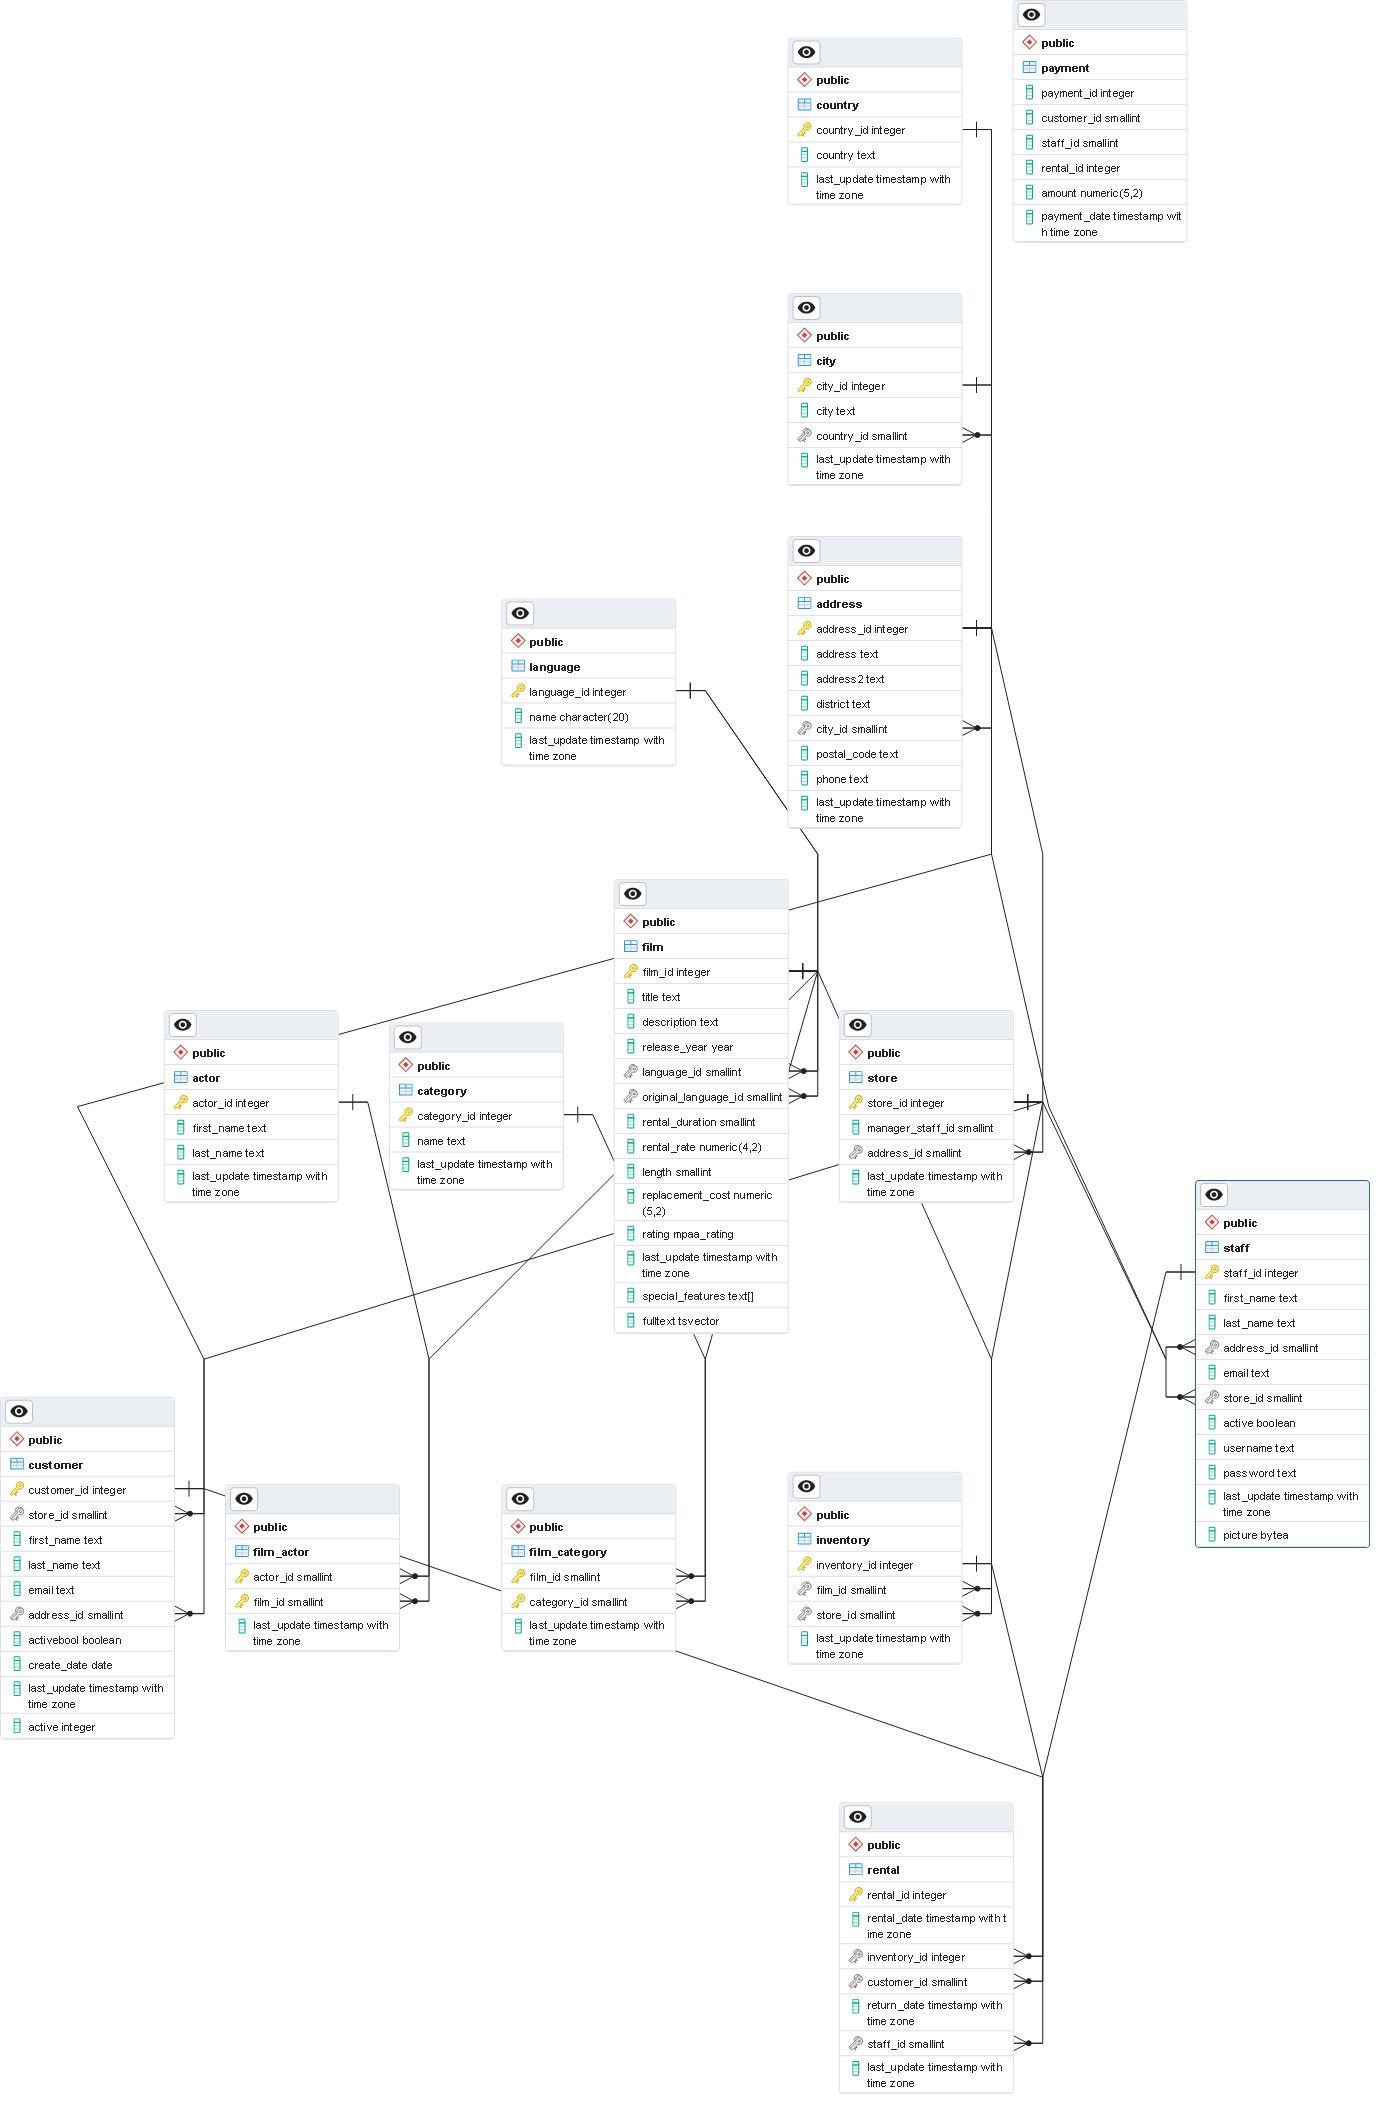 public
payment
payment_id integer
customer_id smallint
staff_id smallint
rental_id integer
amount numeric(5,2)
payment_date timestamp wit
h time zone
public
country
country_id integer
country text
last_update timestamp with
time zone
public
city
city_id integer
city text
country_id smallint
last_update timestamp with
time zone
public
address
address_id integer
address text
address2 text
district text
city_id smallint
postal_code text
phone text
last_update timestamp with
time zone
public
language
language_id integer
name character(20)
last_update timestamp with
time zone
public
film
film_id integer
title text
description text
release_year year
language_id smallint
original_language_id smallint
rental_duration smallint
rental_rate numeric(4,2)
length smallint
replacement_cost numeric
(5,2)
rating mpaa_rating
last_update timestamp with
time zone
special_features text[]
fulltext tsvector
public
actor
actor_id integer
first_name text
last_name text
last_update timestamp with
time zone
public
category
category_id integer
name text
last_update timestamp with
time zone
public
store
store_id integer
manager_staff_id smallint
address_id smallint
last_update timestamp with
time zone
public
staff
staff_id integer
first_name text
last_name text
address_id smallint
email text
store_id smallint
active boolean
username text
password text
last_update timestamp with
time zone
picture bytea
public
customer
customer_id integer
store_id smallint
first_name text
last_name text
email text
address_id smallint
activebool boolean
create_date date
last_update timestamp with
time zone
active integer
public
film_actor
actor_id smallint
film_id smallint
last_update timestamp with
time zone
public
film_category
film_id smallint
category_id smallint
last_update timestamp with
time zone
public
inventory
inventory_id integer
film_id smallint
store_id smallint
last_update timestamp with
time zone
public
rental
rental_id integer
rental_date timestamp with t
ime zone
inventory_id integer
customer_id smallint
return_date timestamp with
time zone
staff_id smallint
last_update timestamp with
time zone